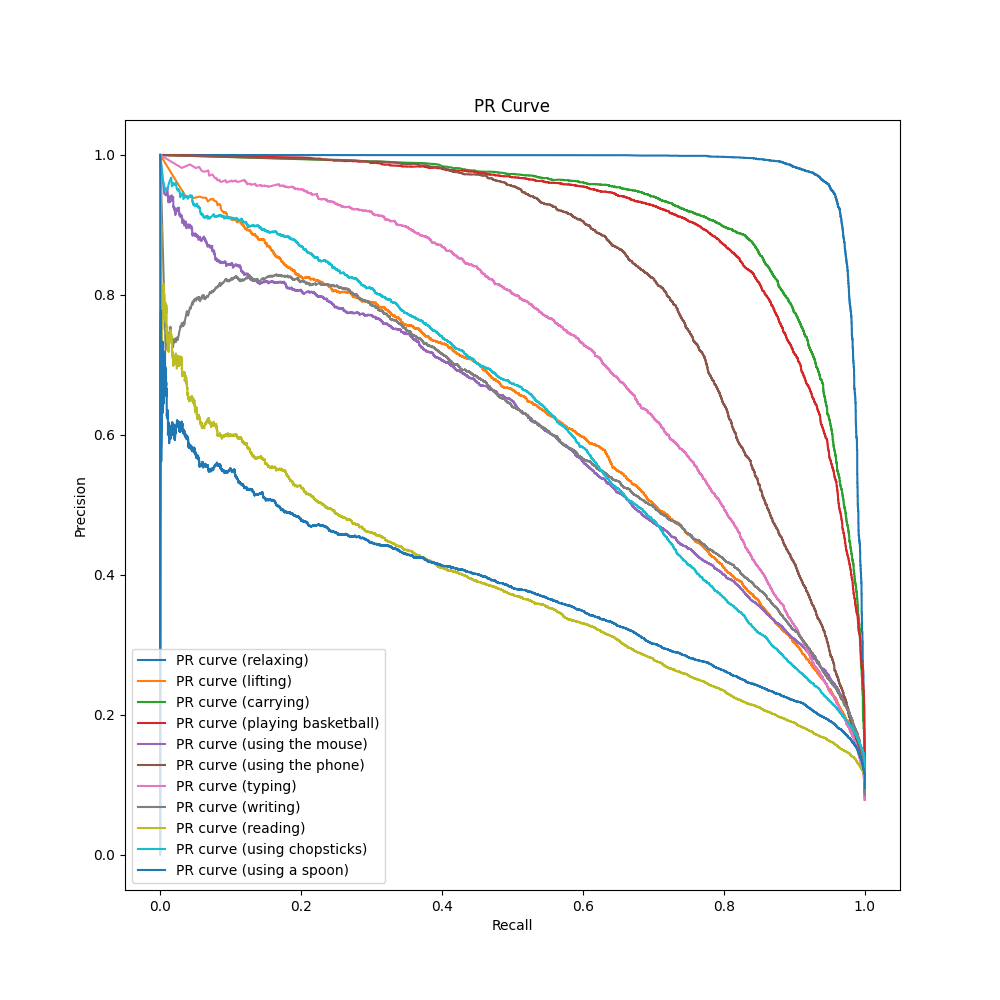 PR Curve
1.0
0.8
0.6
0.4
0.2
0.0
Precision
PR curve (relaxing)
PR curve (lifting)
PR curve (carrying)
PR curve (playing basketball)
PR curve (using the mouse)
PR curve (using the phone)
PR curve (typing)
PR curve (writing)
PR curve (reading)
PR curve (using chopsticks)
PR curve (using a spoon)
0.0 0.2 0.4 0.6 0.8 1.0
Recall